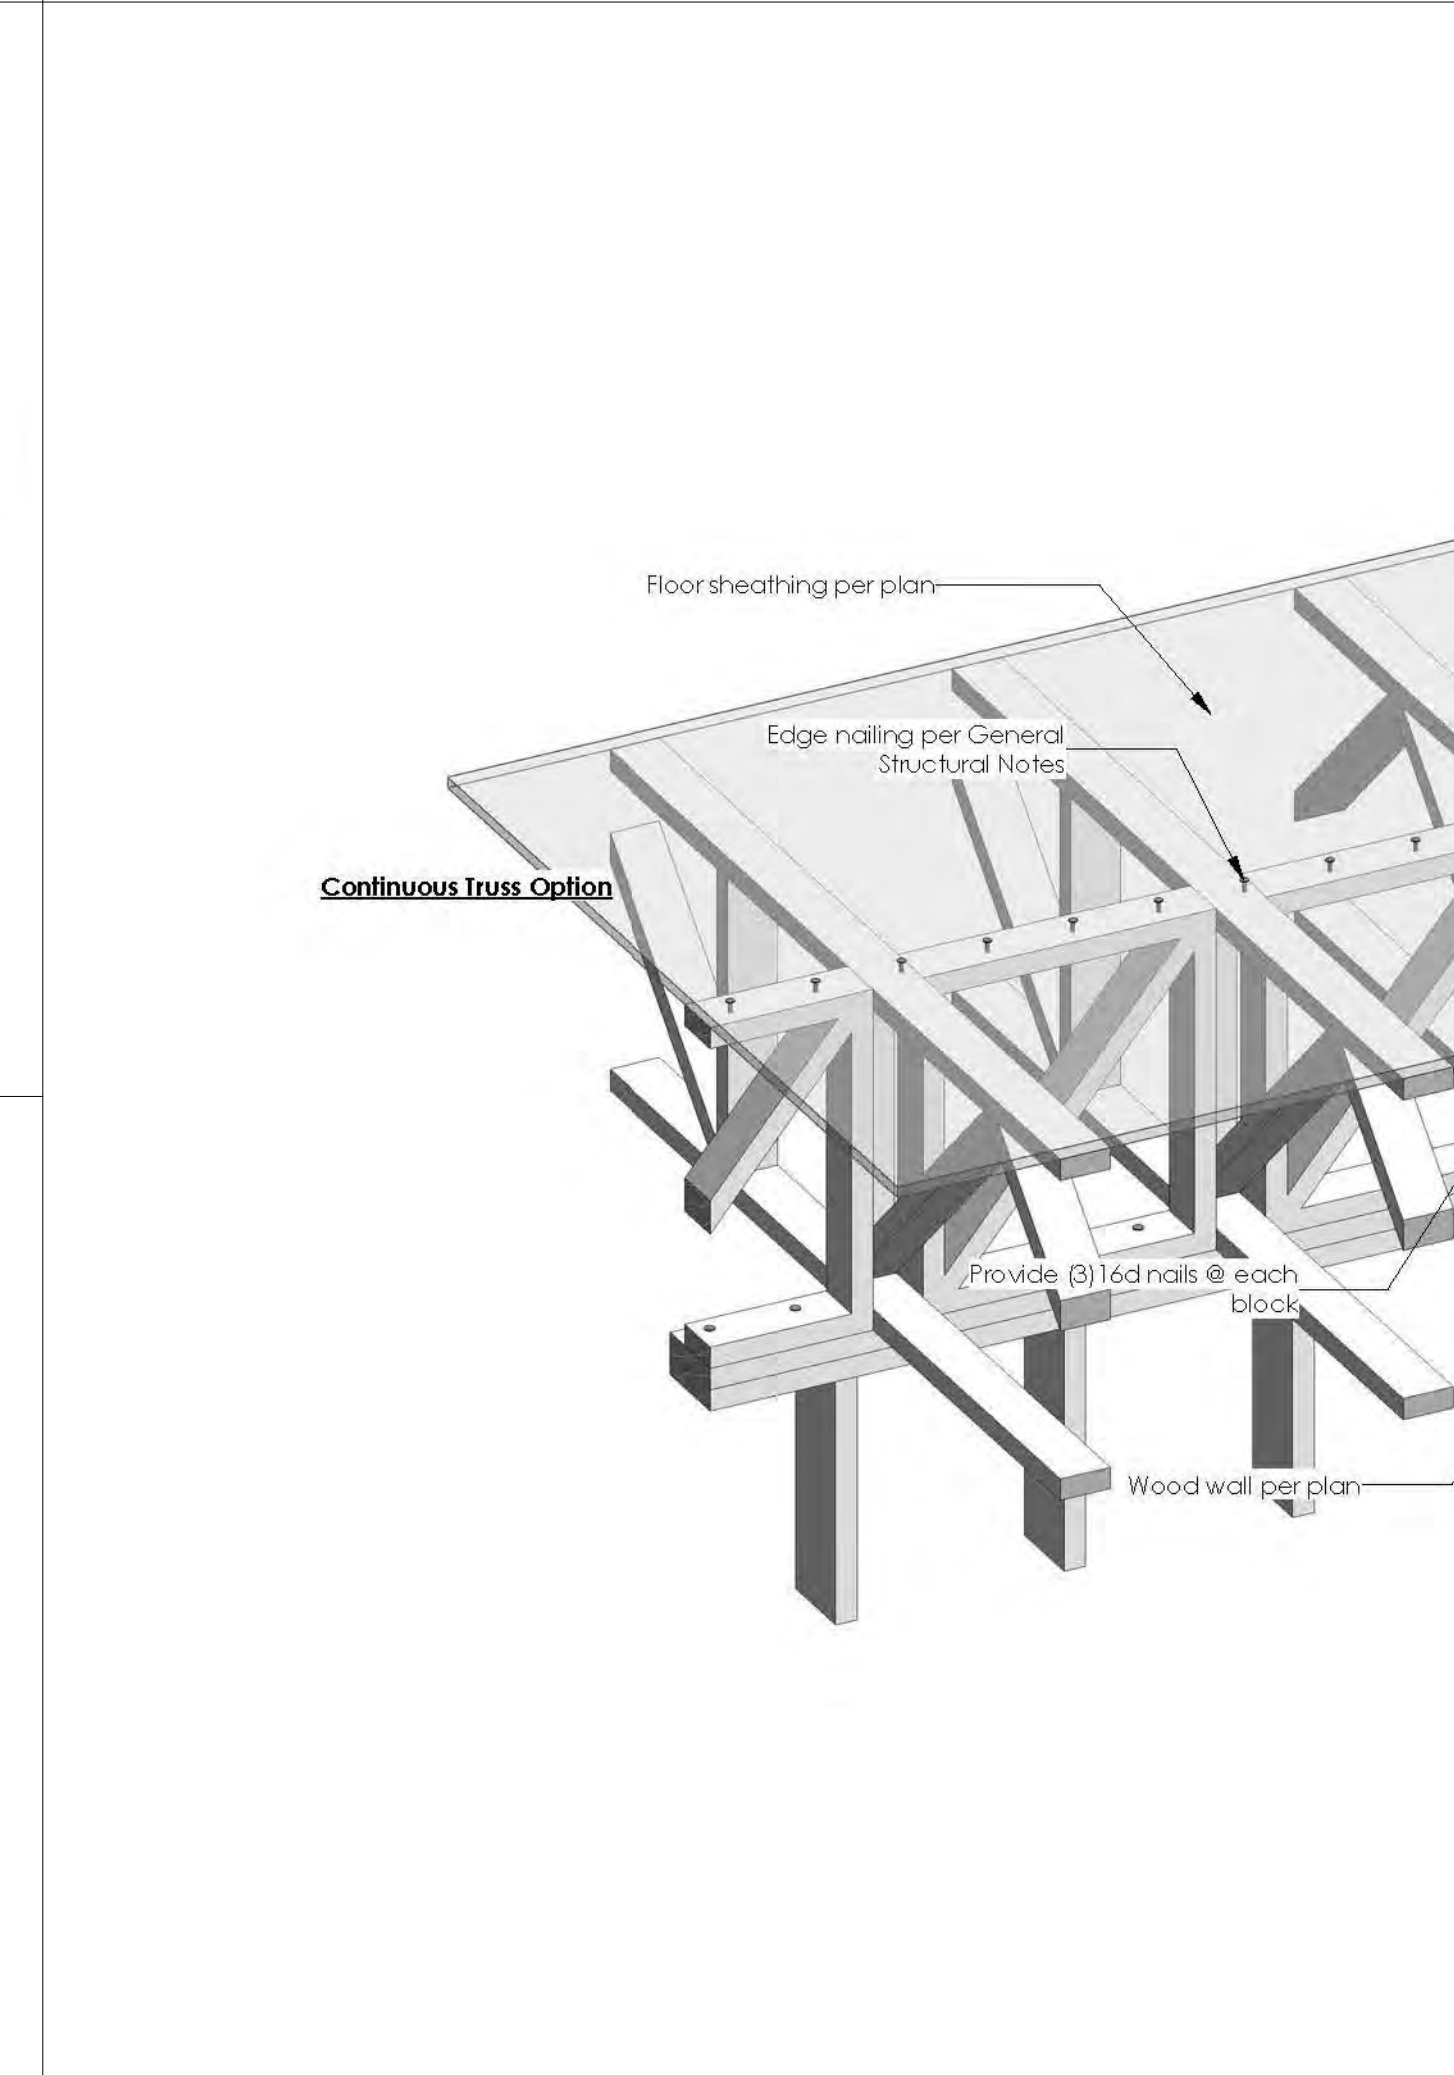 Floor sheathing per plan
Edge nailing per General
Structural Notes
Continuous Truss Option
Provide (3)16d nails @ each
block
Wood wall per plan